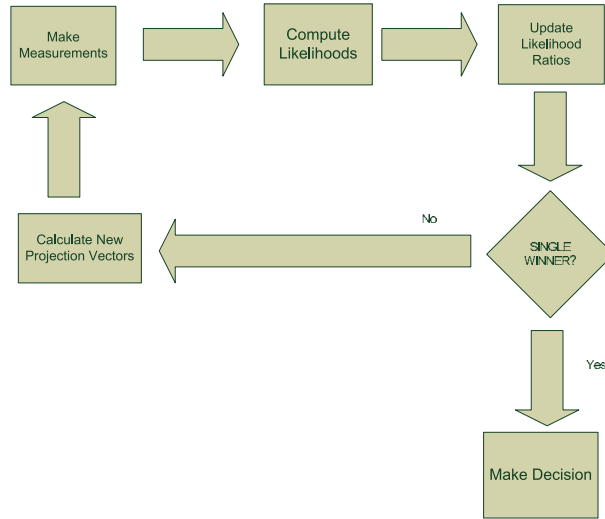 Make
Measurements
Compute
Likelihoods
Update
Likelihood
Ratios
No
SINGLE
WINNER?
Calculate New
Projection Vectors
Yes
Make Decision